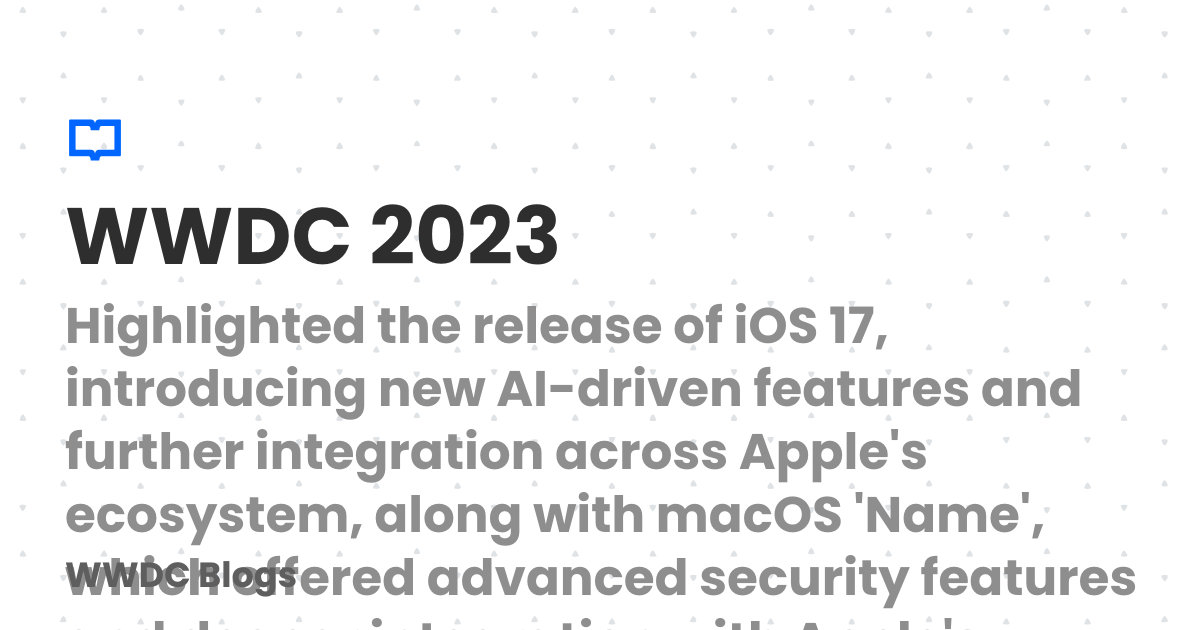 WWDC 2023
Highlighted the release of iOS 17,
introducing new AI-driven features and
further integration across Apple's
ecosystem, along with macOS 'Name',
which offered advanced security features
WWDC Blogs